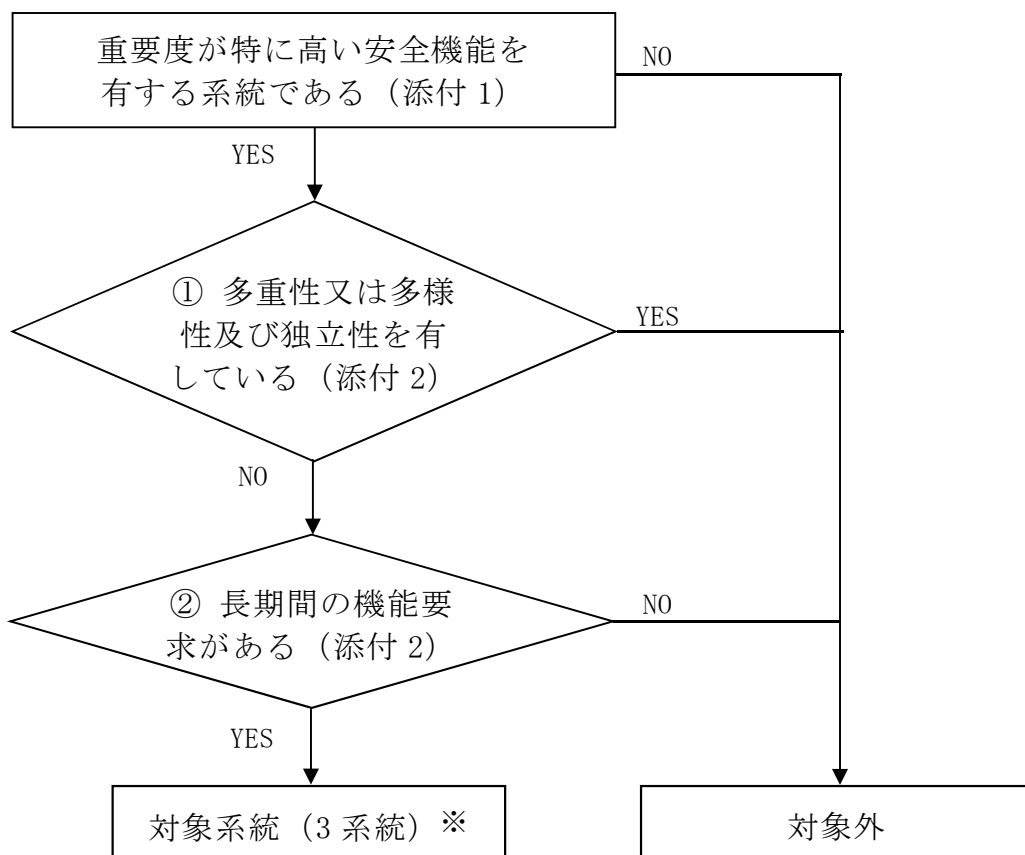 重要度が特に高い安全機能を
有する系統である（添付 1）
NO
YES
① 多重性又は多様
性及び独立性を有
している（添付 2）
YES
NO
② 長期間の機能要
求がある（添付 2）
NO
YES
対象系統（3 系統）※
対象外